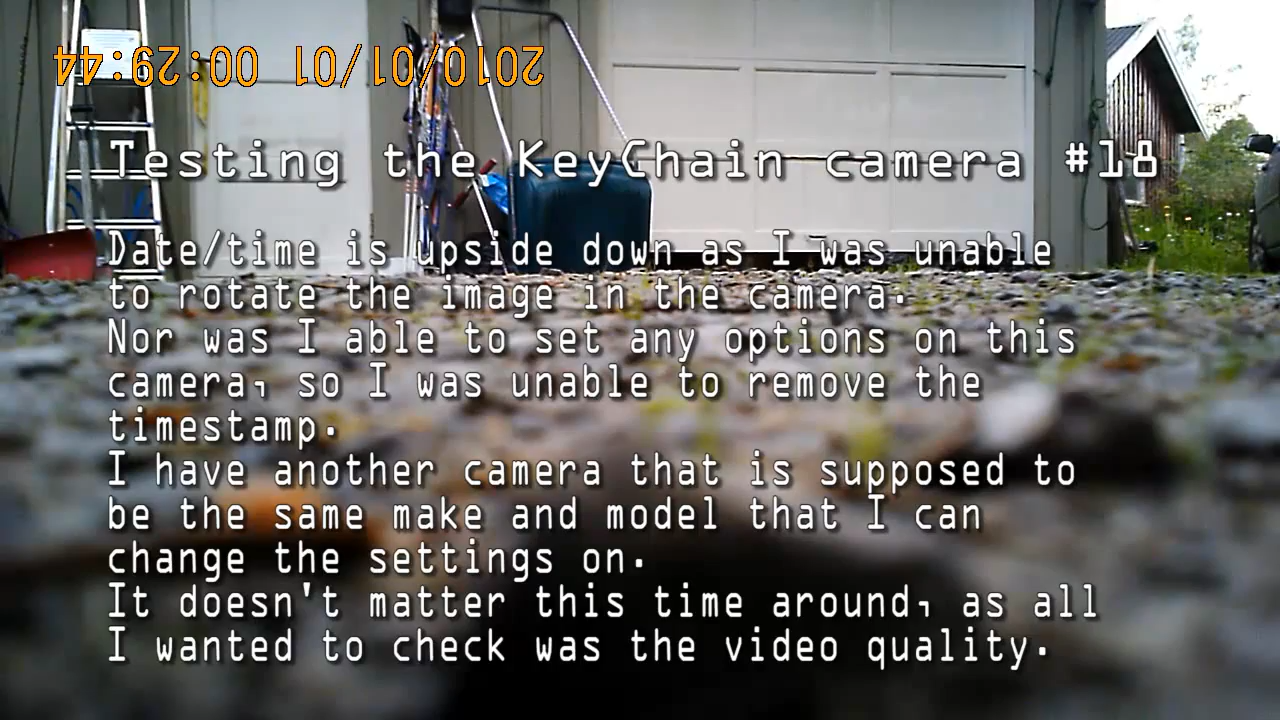 2010/01/01 00:29:44
Testing the KeyChain camera #18
Date/time is upside down as I was unable
to rotate the image in the camera.
Nor was I able to set any options on this
camera, so I was unable to remove the
timestamp.
I have another camera that is supposed to
be the same make and model that I can
change the settings on.
It doesn't matter this time around, as all
I wanted to check was the video quality.